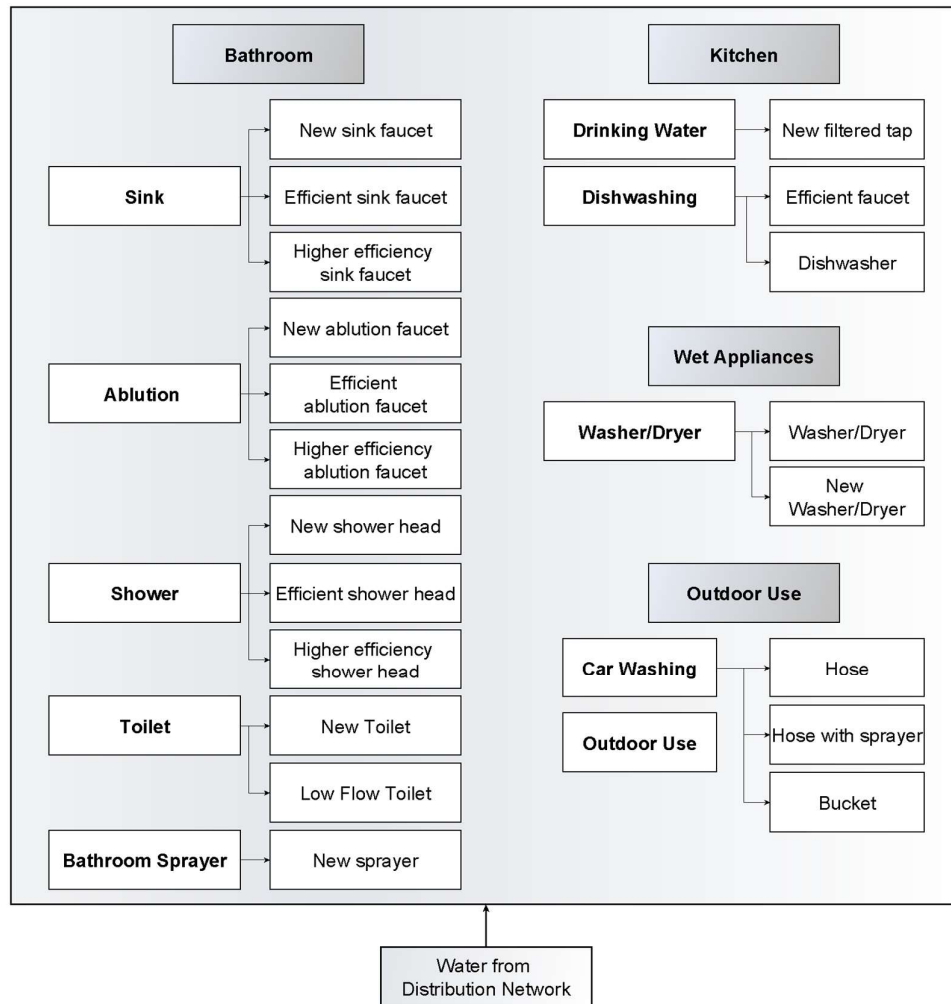 Bathroom
Sink
New sink faucet
Efficient sink faucet
Higher efficiency
sink faucet
Ablution
New ablution faucet
Efficient
ablution faucet
Higher efficiency
ablution faucet
Shower
New shower head
Efficient shower head
Higher efficiency
shower head
Toilet
New Toilet
Low Flow Toilet
Bathroom Sprayer
New sprayer
Kitchen
Drinking Water
New filtered tap
Dishwashing
Efficient faucet
Dishwasher
Wet Appliances
Washer/Dryer
Washer/Dryer
New
Washer/Dryer
Outdoor Use
Car Washing
Hose
Outdoor Use
Hose with sprayer
Bucket
Water from
Distribution Network